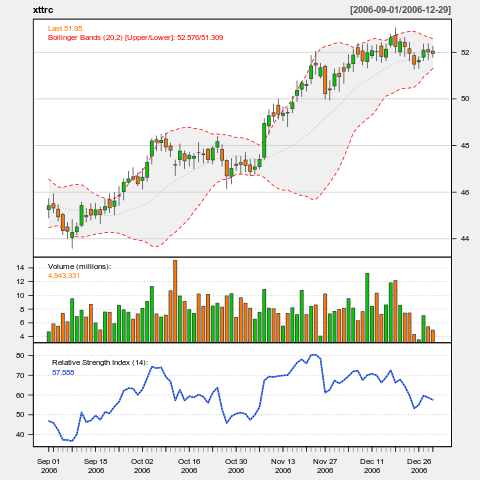 xttrc [2006-09-01/2006-12-29]
Last 51.95
Bollinger Bands (20,2) [Upper/Lower]: 52.576/51.309
52
50
48
46
44
Volume (millions):
4,943,331
14
12
10
8
6
4
Relative Strength Index (14):
57.585
80
70
60
50
40
Sep 01 Sep 18 Oct 02 Oct 16 Oct 30 Nov 13 Nov 27 Dec 11 Dec 26
2006 2006 2006 2006 2006 2006 2006 2006 2006